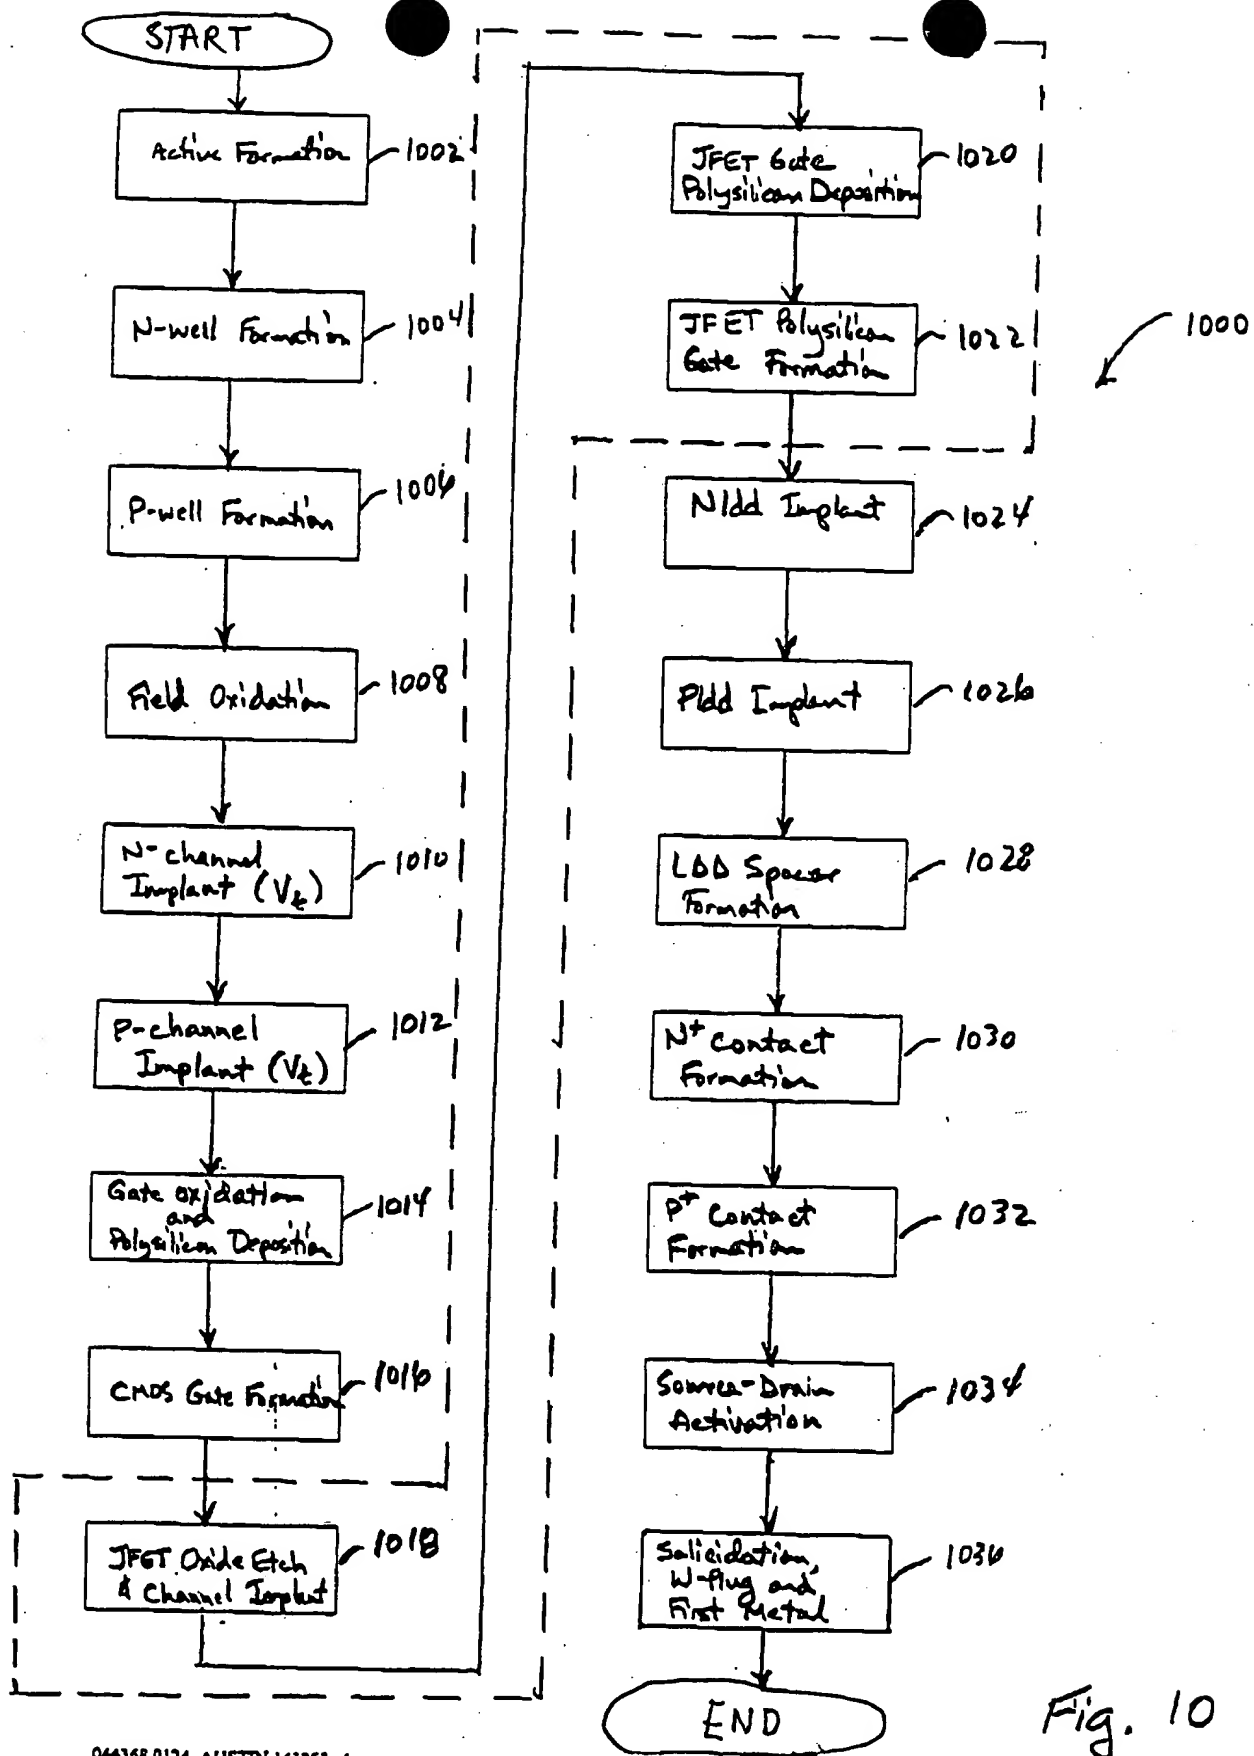 START
Active Formation
1002
N-well Formation
1004
P-well Formation
1006
Field Oxidation
1008
N-channel
Implant (Vt)
1010
P-channel
Implant (Vt)
1012
Gate oxidation
and
Polysilicon Deposition
1014
CMOS Gate Formation
1016
JFET Oxide Etch
& Channel Implant
1018
JFET Gate
Polysilicon Deposition
1020
JFET Polysilicon
Gate Formation
1022
1000
Nldd Implant
1024
Pldd Implant
1026
LDD Spacer
Formation
1028
N+ Contact
Formation
1030
P+ Contact
Formation
1032
Source-Drain
Activation
1034
Salicidation,
W-Plug and
First Metal
1036
END
Fig. 10